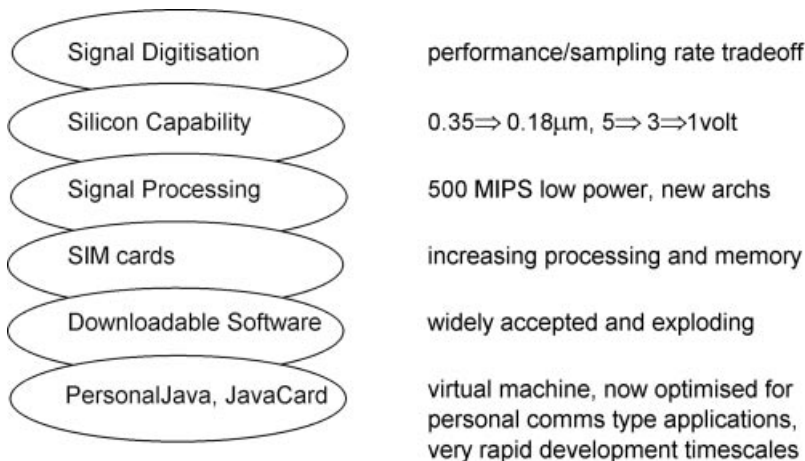 Signal Digitisation performance/sampling rate tradeoff
Silicon Capability 0.35⇒ 0.18μm, 5⇒ 3⇒1volt
Signal Processing 500 MIPS low power, new archs
SIM cards increasing processing and memory
Downloadable Software widely accepted and exploding
PersonalJava, JavaCard virtual machine, now optimised for
personal comms type applications,
very rapid development timescales